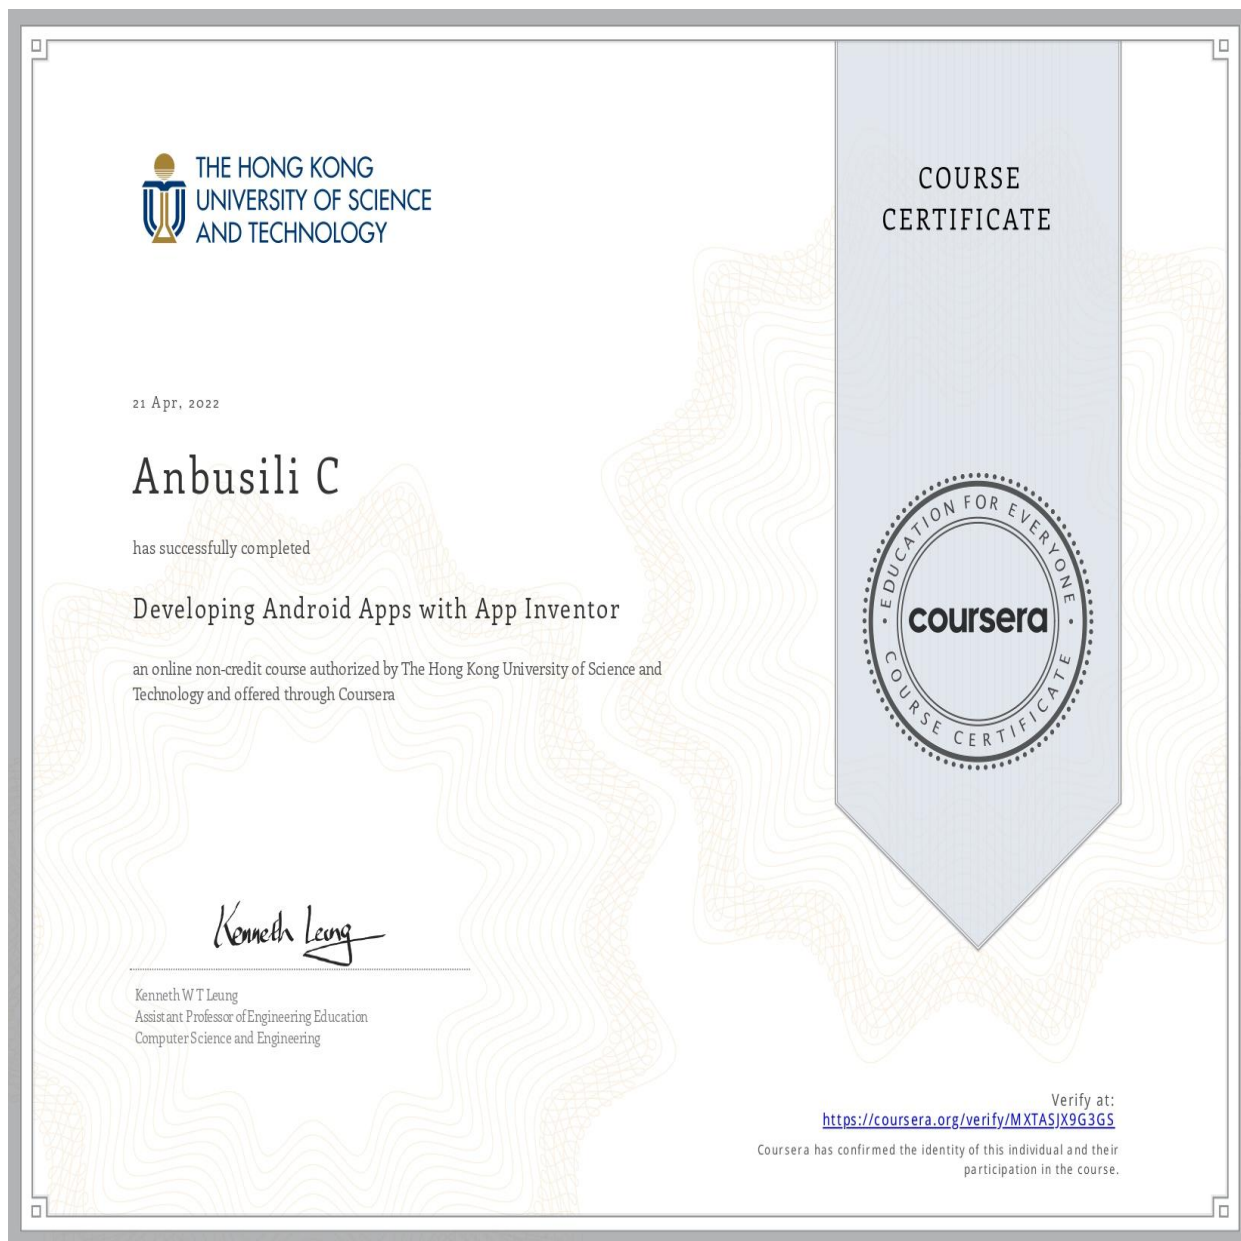 THE HONG KONG
UNIVERSITY OF SCIENCE
AND TECHNOLOGY
COURSE
CERTIFICATE
21 Apr, 2022
Anbusili C
has successfully completed
Developing Android Apps with App Inventor
an online non-credit course authorized by The Hong Kong University of Science and
Technology and offered through Coursera
EDUCATION FOR EVERYONE
coursera
COURSE CERTIFICATE
Kenneth Leung
Kenneth W T Leung
Assistant Professor of Engineering Education
Computer Science and Engineering
Verify at:
https://coursera.org/verify/MXTASJX9G3GS
Coursera has confirmed the identity of this individual and their
participation in the course.